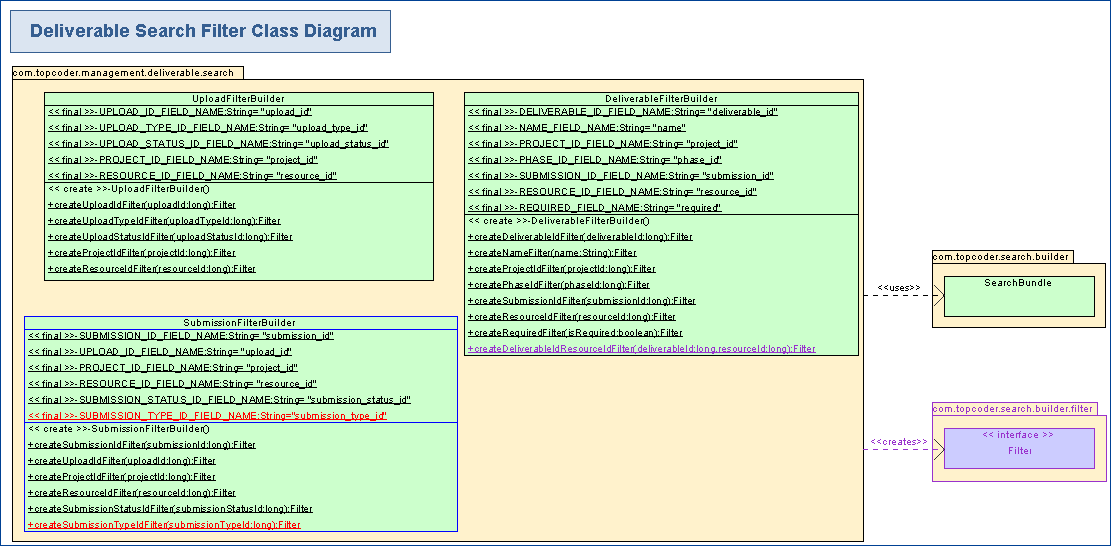 Deliverable Search Filter Class Diagram
com.topcoder.management.deliverable.search
UploadFilterBuilder
<< final >>-UPLOAD_ID_FIELD_NAME:String= "upload_id"
<< final >>-UPLOAD_TYPE_ID_FIELD_NAME:String= "upload_type_id"
<< final >>-UPLOAD_STATUS_ID_FIELD_NAME:String= "upload_status_id"
<< final >>-PROJECT_ID_FIELD_NAME:String= "project_id"
<< final >>-RESOURCE_ID_FIELD_NAME:String= "resource_id"
<< create >>-UploadFilterBuilder()
+createUploadIdFilter(uploadId:long):Filter
+createUploadTypeIdFilter(uploadTypeId:long):Filter
+createUploadStatusIdFilter(uploadStatusId:long):Filter
+createProjectIdFilter(projectId:long):Filter
+createResourceIdFilter(resourceId:long):Filter
DeliverableFilterBuilder
<< final >>-DELIVERABLE_ID_FIELD_NAME:String= "deliverable_id"
<< final >>-NAME_FIELD_NAME:String= "name"
<< final >>-PROJECT_ID_FIELD_NAME:String= "project_id"
<< final >>-PHASE_ID_FIELD_NAME:String= "phase_id"
<< final >>-SUBMISSION_ID_FIELD_NAME:String= "submission_id"
<< final >>-RESOURCE_ID_FIELD_NAME:String= "resource_id"
<< final >>-REQUIRED_FIELD_NAME:String= "required"
<< create >>-DeliverableFilterBuilder()
+createDeliverableIdFilter(deliverableId:long):Filter
+createNameFilter(name:String):Filter
+createProjectIdFilter(projectId:long):Filter
+createPhaseIdFilter(phaseId:long):Filter
+createSubmissionIdFilter(submissionId:long):Filter
+createResourceIdFilter(resourceId:long):Filter
+createRequiredFilter(isRequired:boolean):Filter
+createDeliverableIdResourceIdFilter(deliverableId:long,resourceId:long):Filter
SubmissionFilterBuilder
<< final >>-SUBMISSION_ID_FIELD_NAME:String= "submission_id"
<< final >>-UPLOAD_ID_FIELD_NAME:String= "upload_id"
<< final >>-PROJECT_ID_FIELD_NAME:String= "project_id"
<< final >>-RESOURCE_ID_FIELD_NAME:String= "resource_id"
<< final >>-SUBMISSION_STATUS_ID_FIELD_NAME:String= "submission_status_id"
<< final >>-SUBMISSION_TYPE_ID_FIELD_NAME:String="submission_type_id"
<< create >>-SubmissionFilterBuilder()
+createSubmissionIdFilter(submissionId:long):Filter
+createUploadIdFilter(uploadId:long):Filter
+createProjectIdFilter(projectId:long):Filter
+createResourceIdFilter(resourceId:long):Filter
+createSubmissionStatusIdFilter(submissionStatusId:long):Filter
+createSubmissionTypeIdFilter(submissionTypeId:long):Filter
<<uses>>
com.topcoder.search.builder
SearchBundle
<<creates>>
com.topcoder.search.builder.filter
<< interface >>
Filter